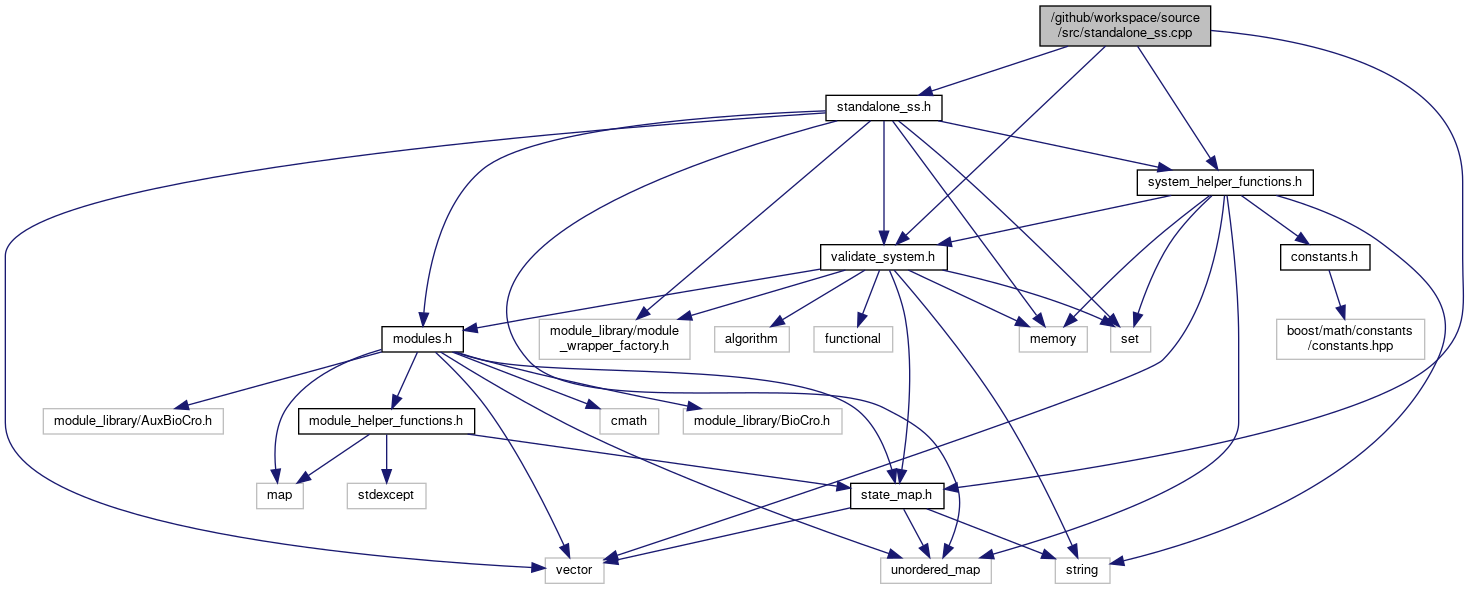 /github/workspace/source
/src/standalone_ss.cpp
standalone_ss.h
system_helper_functions.h
validate_system.h
constants.h
modules.h
module_library/module
_wrapper_factory.h
algorithm
functional
memory
set
boost/math/constants
/constants.hpp
module_library/AuxBioCro.h
module_helper_functions.h
cmath
module_library/BioCro.h
map
stdexcept
state_map.h
vector
unordered_map
string